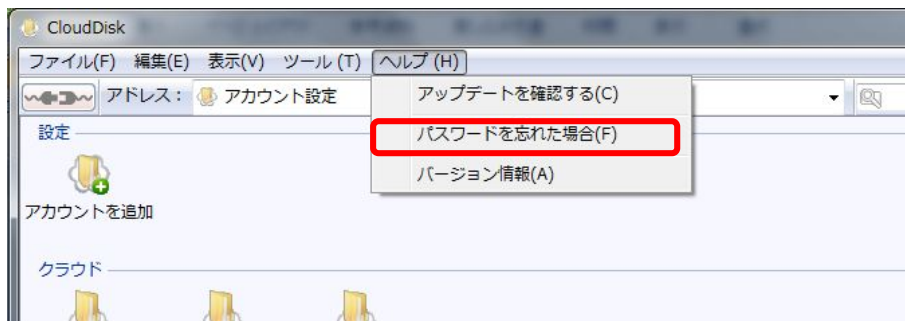 CloudDisk
ファイル(F) 編集(E) 表示(V) ツール (T) ヘルプ (H)
アドレス： アカウント設定
アップデートを確認する(C)
パスワードを忘れた場合(F)
バージョン情報(A)
設定
アカウントを追加
クラウド